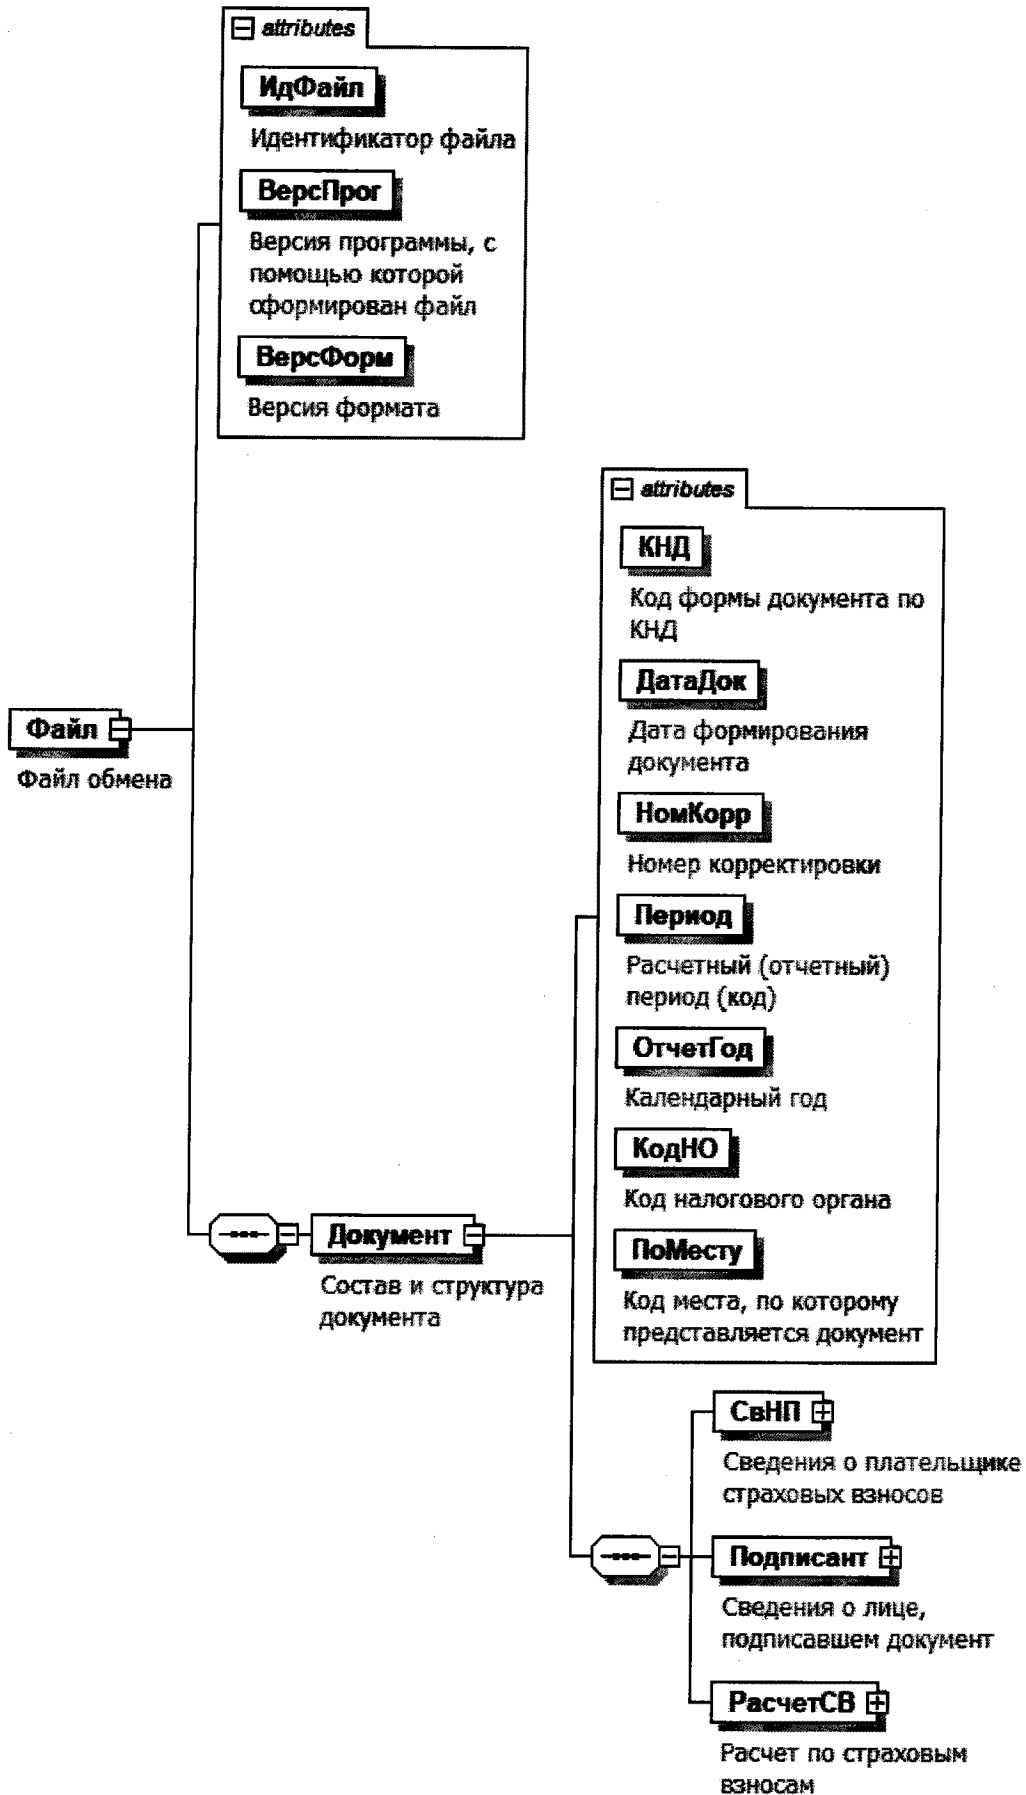 attributes
ИдФайл
Идентификатор файла
ВерсПрог
Версия программы, с
помощью которой
сформирован файл
ВерсФорм
Версия формата
attributes
КНД
Код формы документа по
КНД
ДатаДок
Дата формирования
документа
Файл
Файл обмена
НомКорр
Номер корректировки
Период
Расчетный (отчетный)
период (код)
ОтчетГод
Календарный год
КодНО
Код налогового органа
Документ
Состав и структура
документа
ПоМесту
Код места, по которому
представляется документ
СвНП
Сведения о плательщике
страховых взносов
Подписант
Сведения о лице,
подписавшем документ
РасчетСВ
Расчет по страховым
взносам